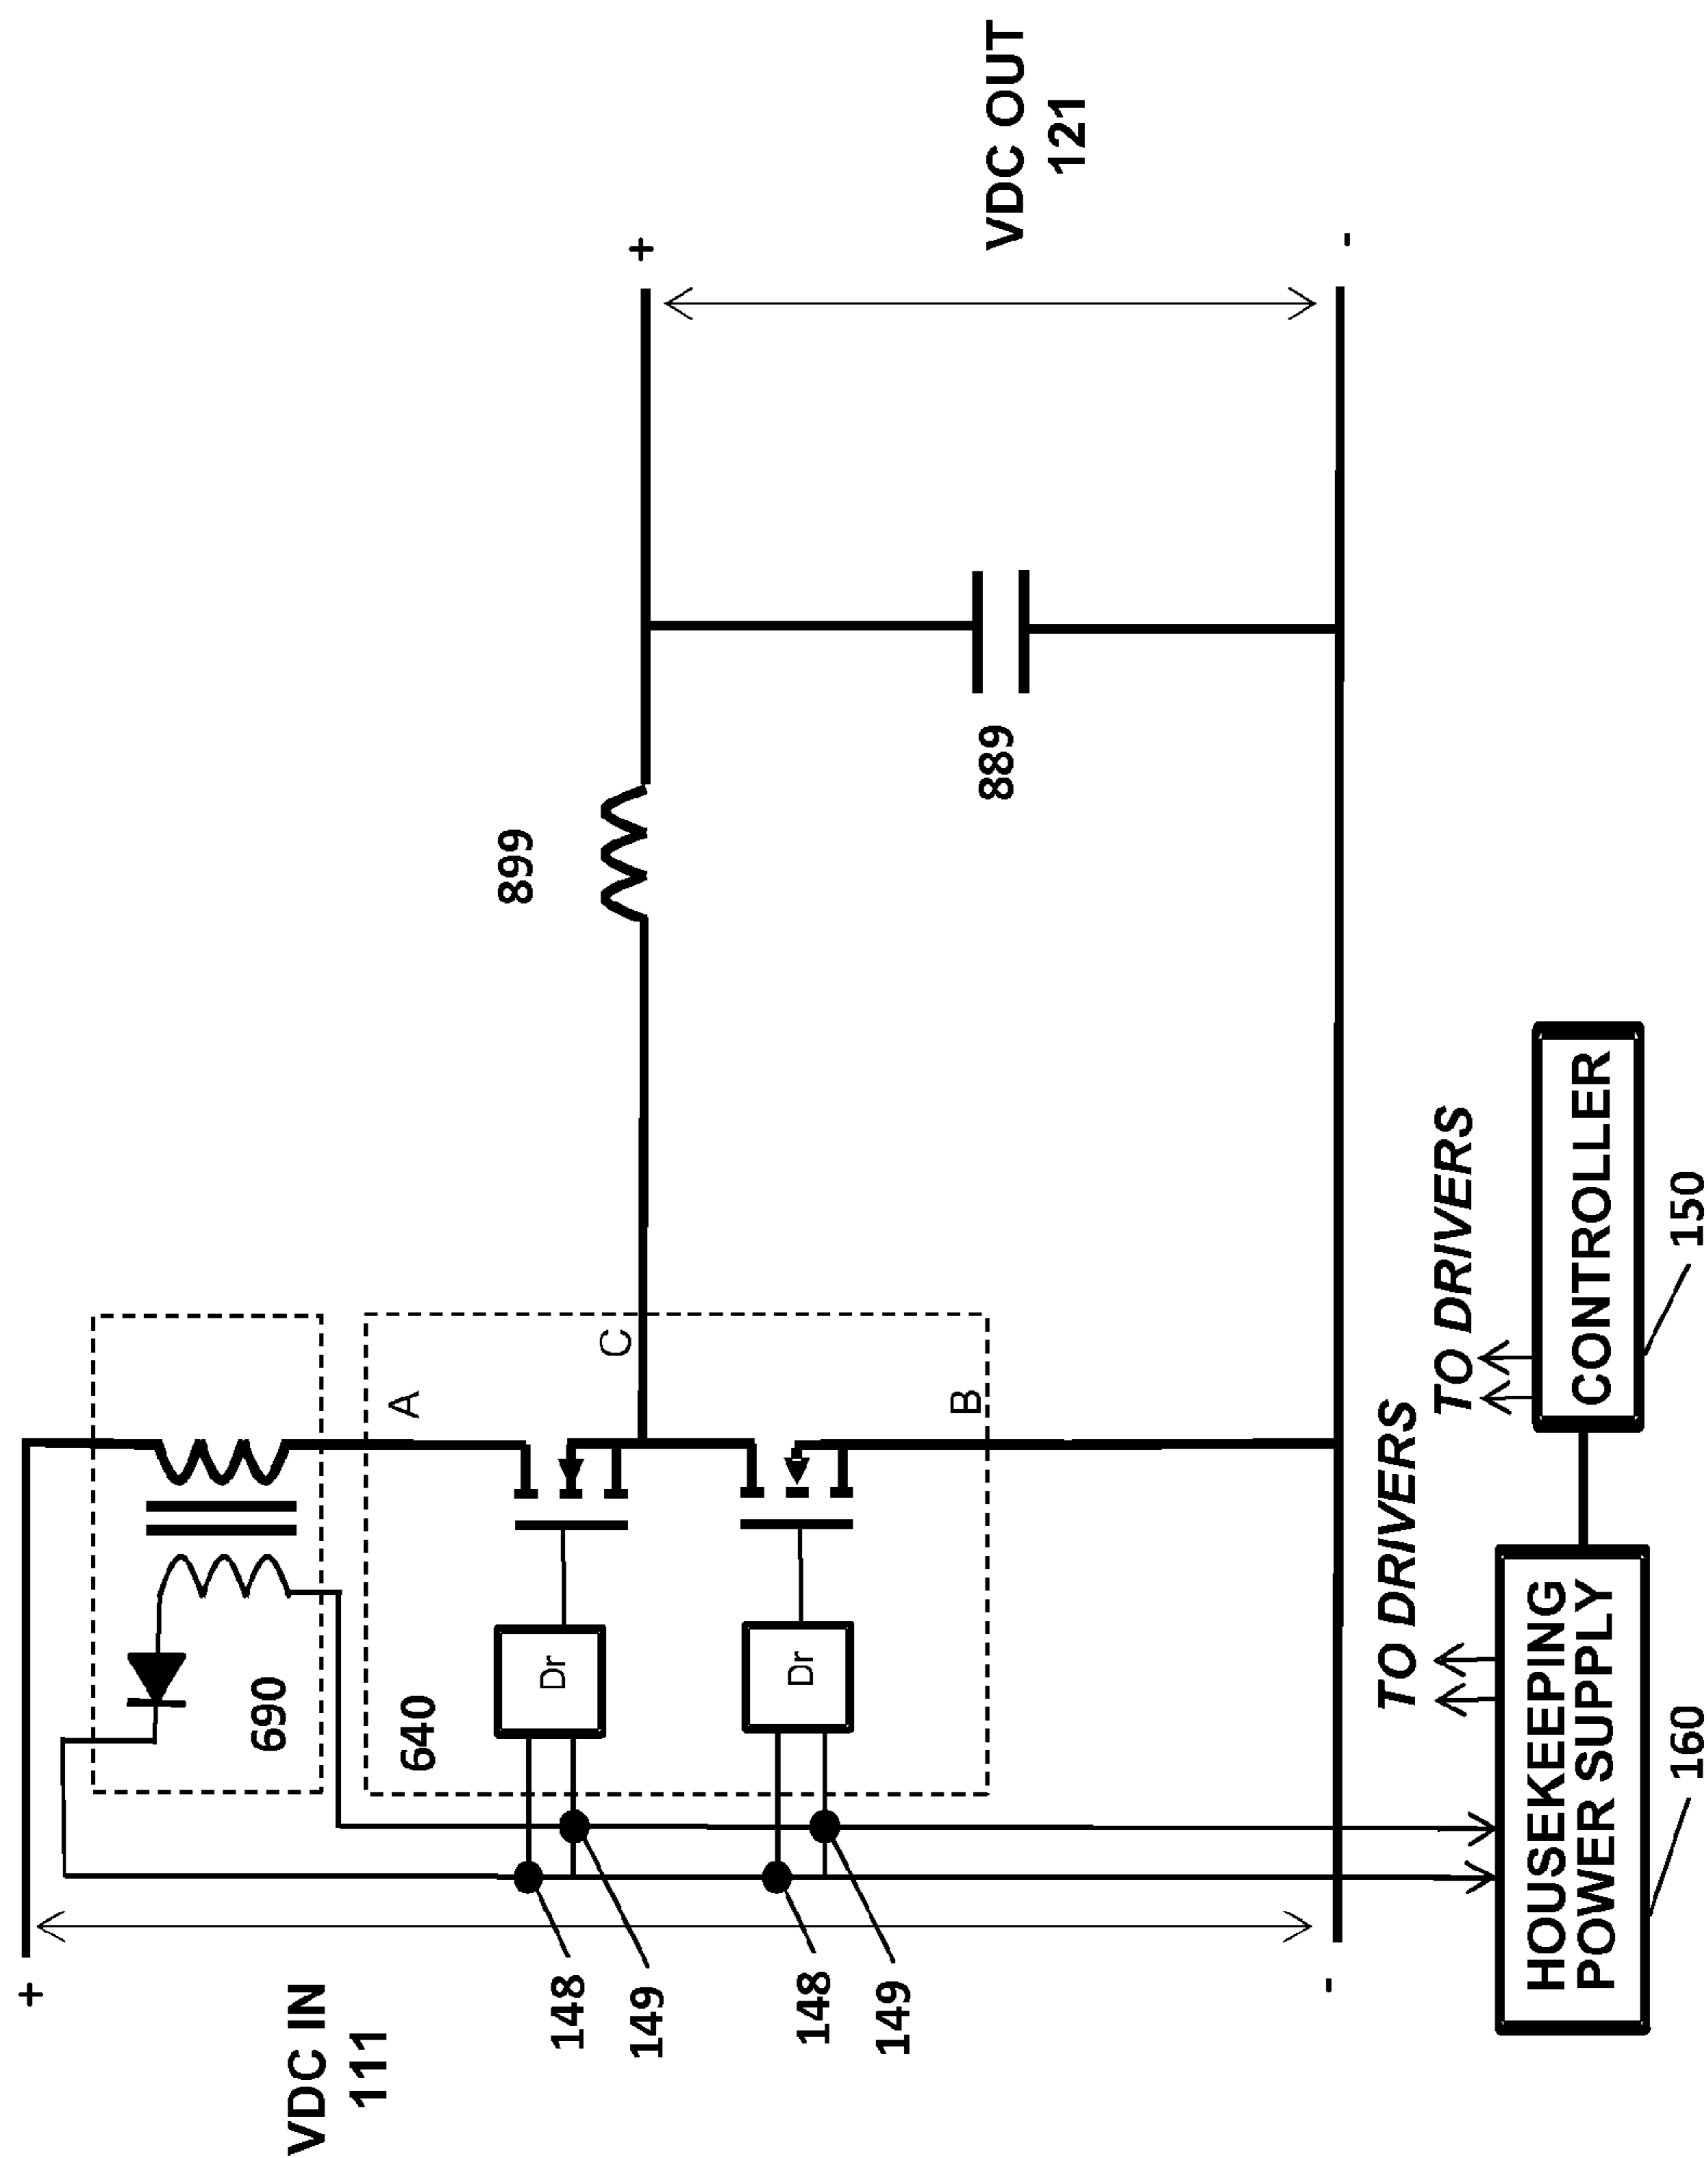 VDC IN
111
+
-
148
149
148
149
690
640
Dr
Dr
A
B
C
899
889
+
-
VDC OUT
121
TO DRIVERS
TO DRIVERS
HOUSEKEEPING
POWER SUPPLY
160
CONTROLLER
150